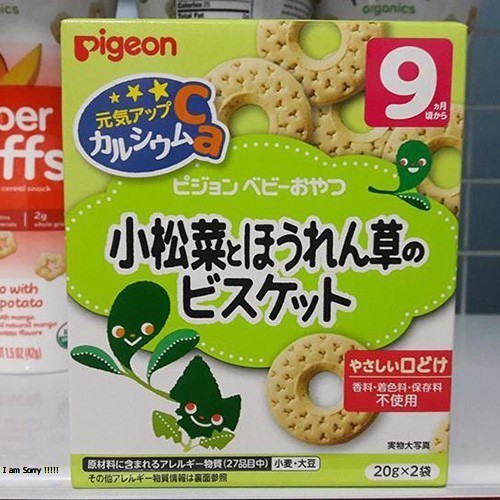 organics
organics
pigeon
元気アップ
カルシウム
Ca
9
ヵ月
頃から
ピジョン ベビーおやつ
小松菜とほうれん草の
ビスケット
やさしい口どけ
香料・着色料・保存料
不使用
実物大写真
原材料に含まれるアレルギー物質(27品目中) 小麦・大豆
その他アレルギー物質情報は裏面参照
20g×2袋
per
ffs
cereal snack
2g
o with
potato
I am Sorry !!!!!